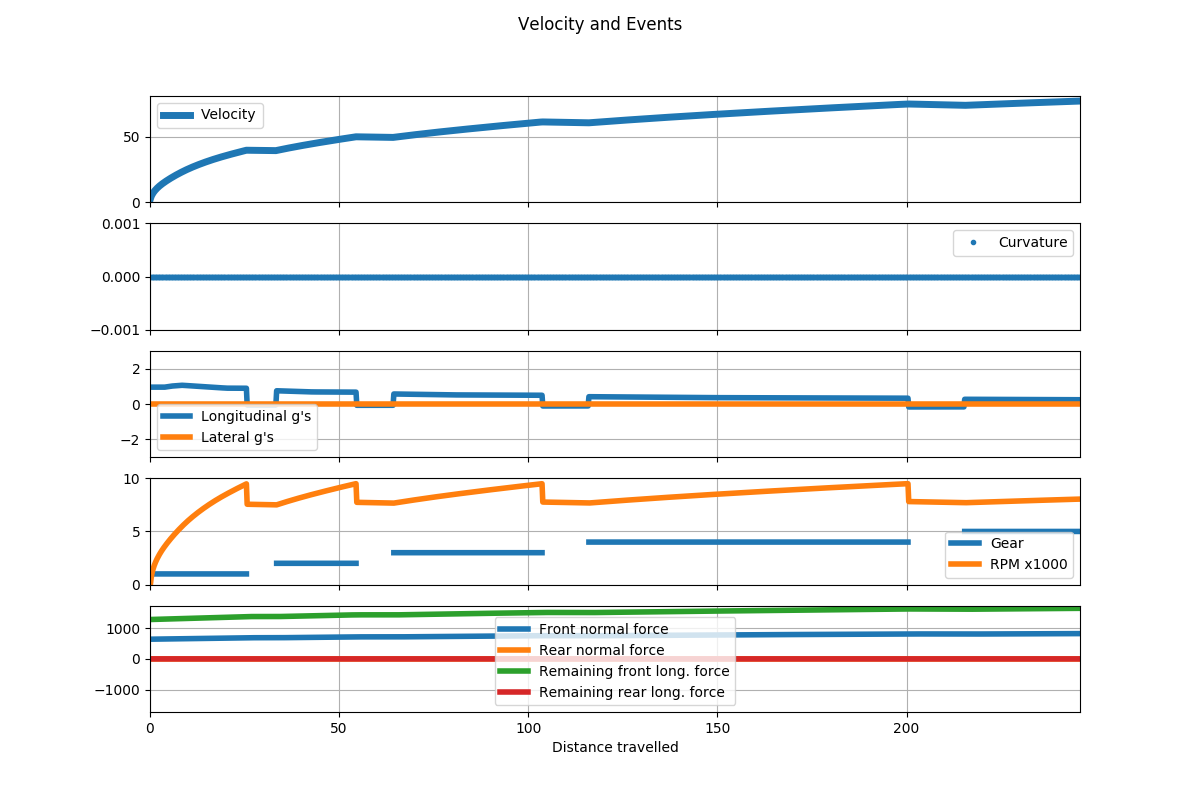 Velocity and Events
Velocity
50
0
0.001
0.000
−0.001
Curvature
2
0
−2
Longitudinal g's
Lateral g's
10
5
0
Gear
RPM x1000
1000
0
−1000
Front normal force
Rear normal force
Remaining front long. force
Remaining rear long. force
0 50 100 150 200
Distance travelled